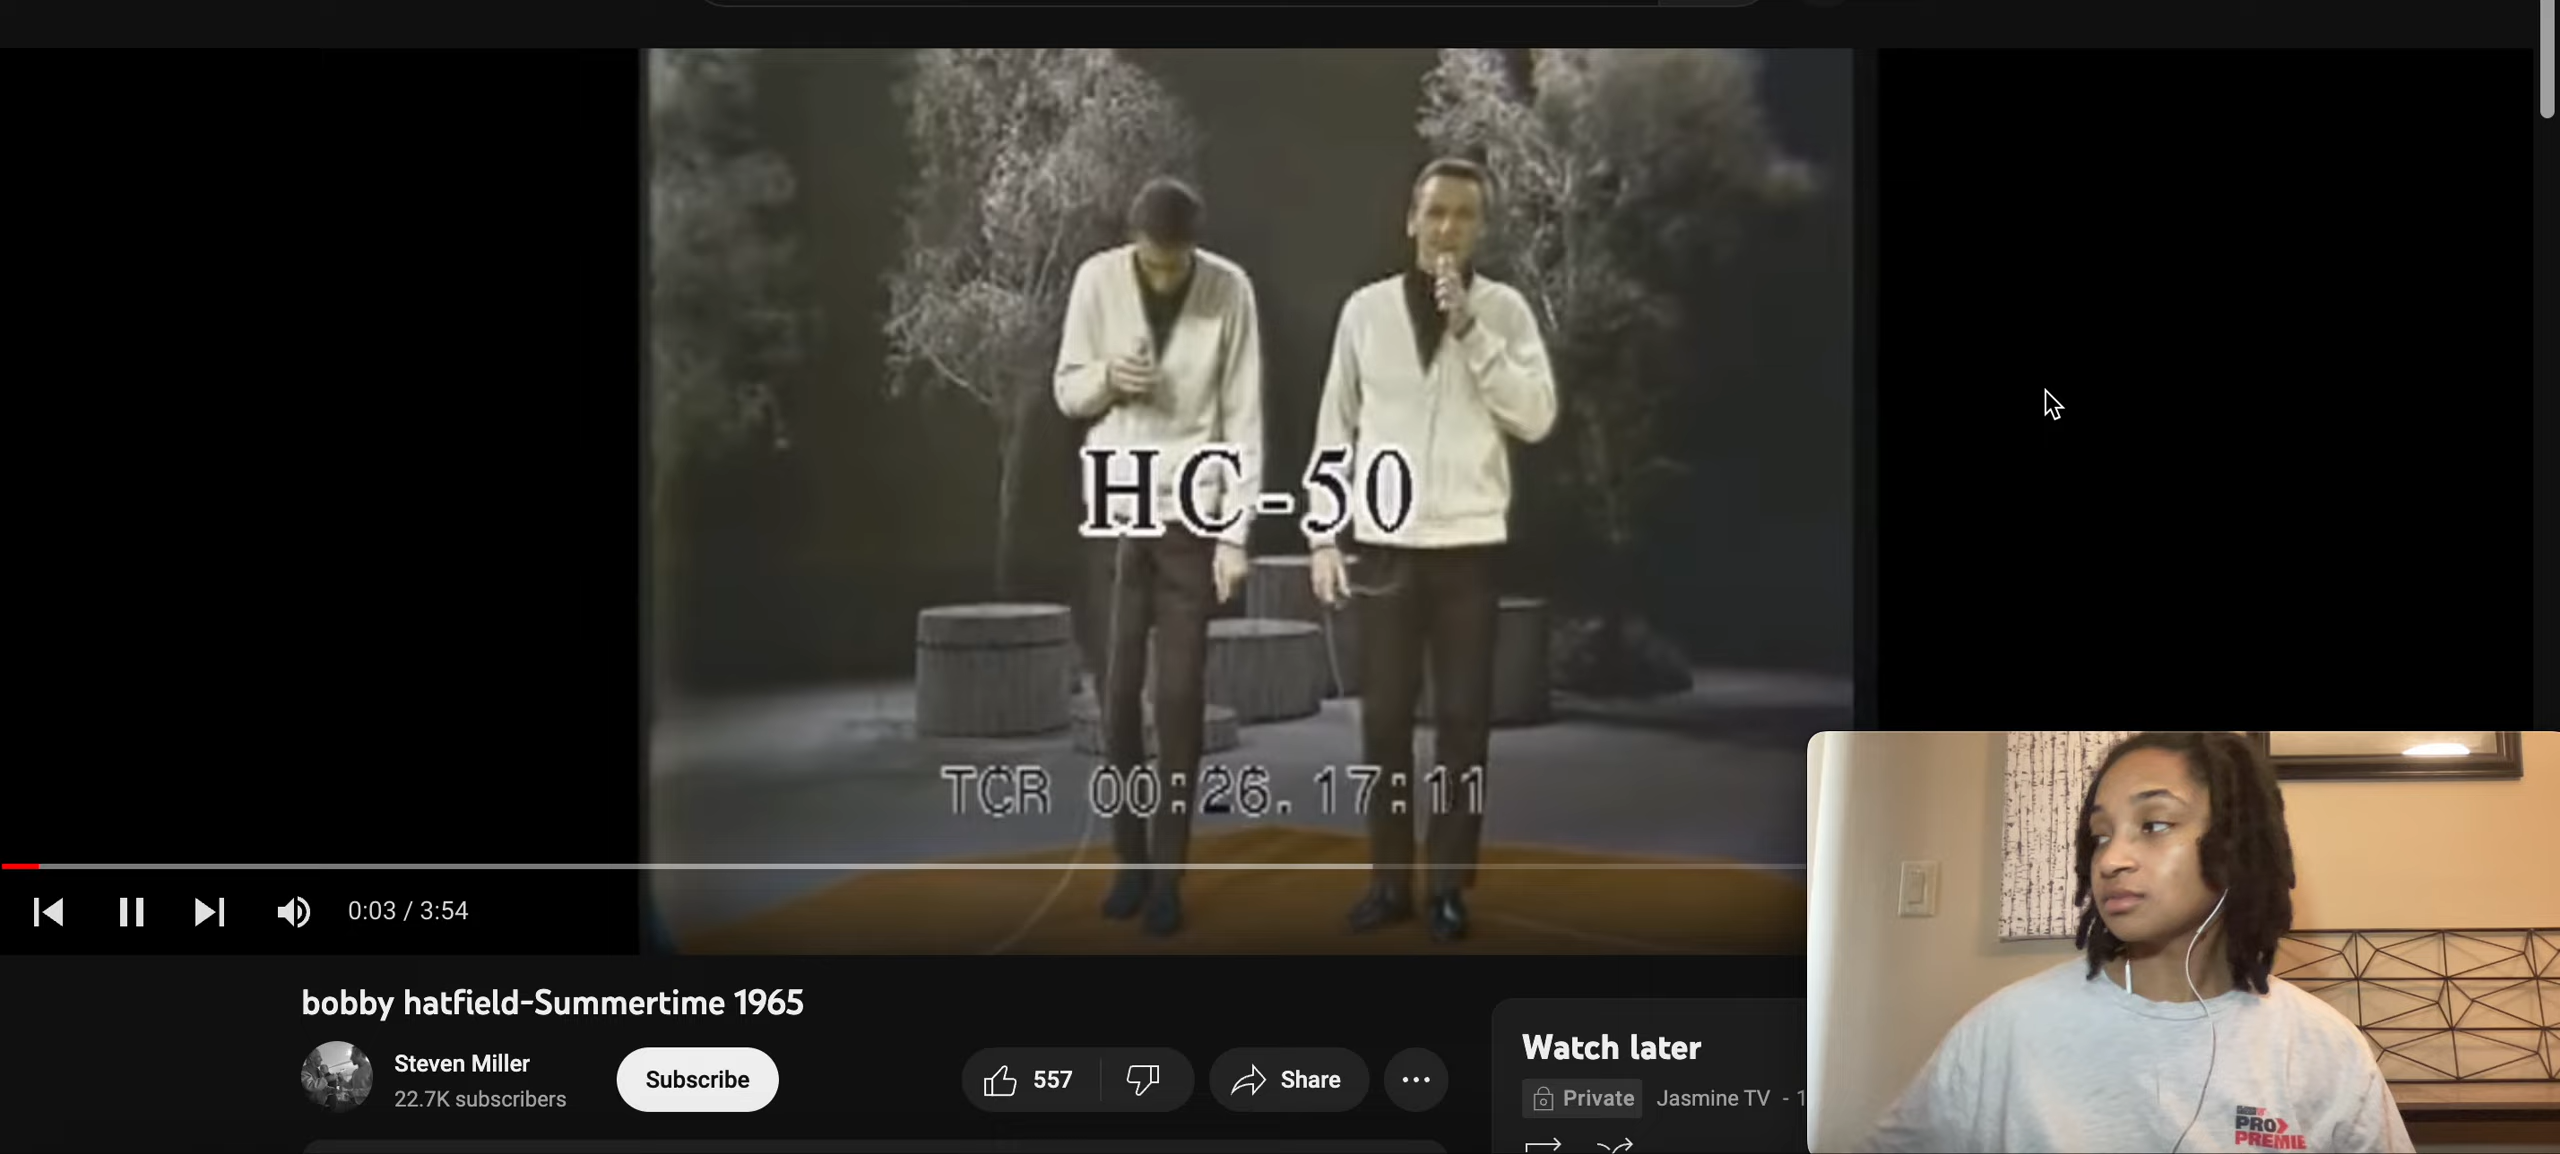 HC-50
TCR 00:26.17:11
0:03 / 3:54
bobby hatfield-Summertime 1965
Steven Miller
22.7K subscribers
Subscribe
557
Share
Watch later
Private
Jasmine TV - 1
PRO
PREMIE